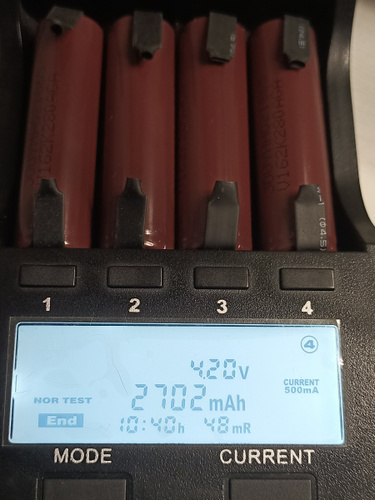 1 2 3 4
4
4.20V
CURRENT
500mA
NOR TEST
2702mAh
End
10:40h 48mR
MODE CURRENT